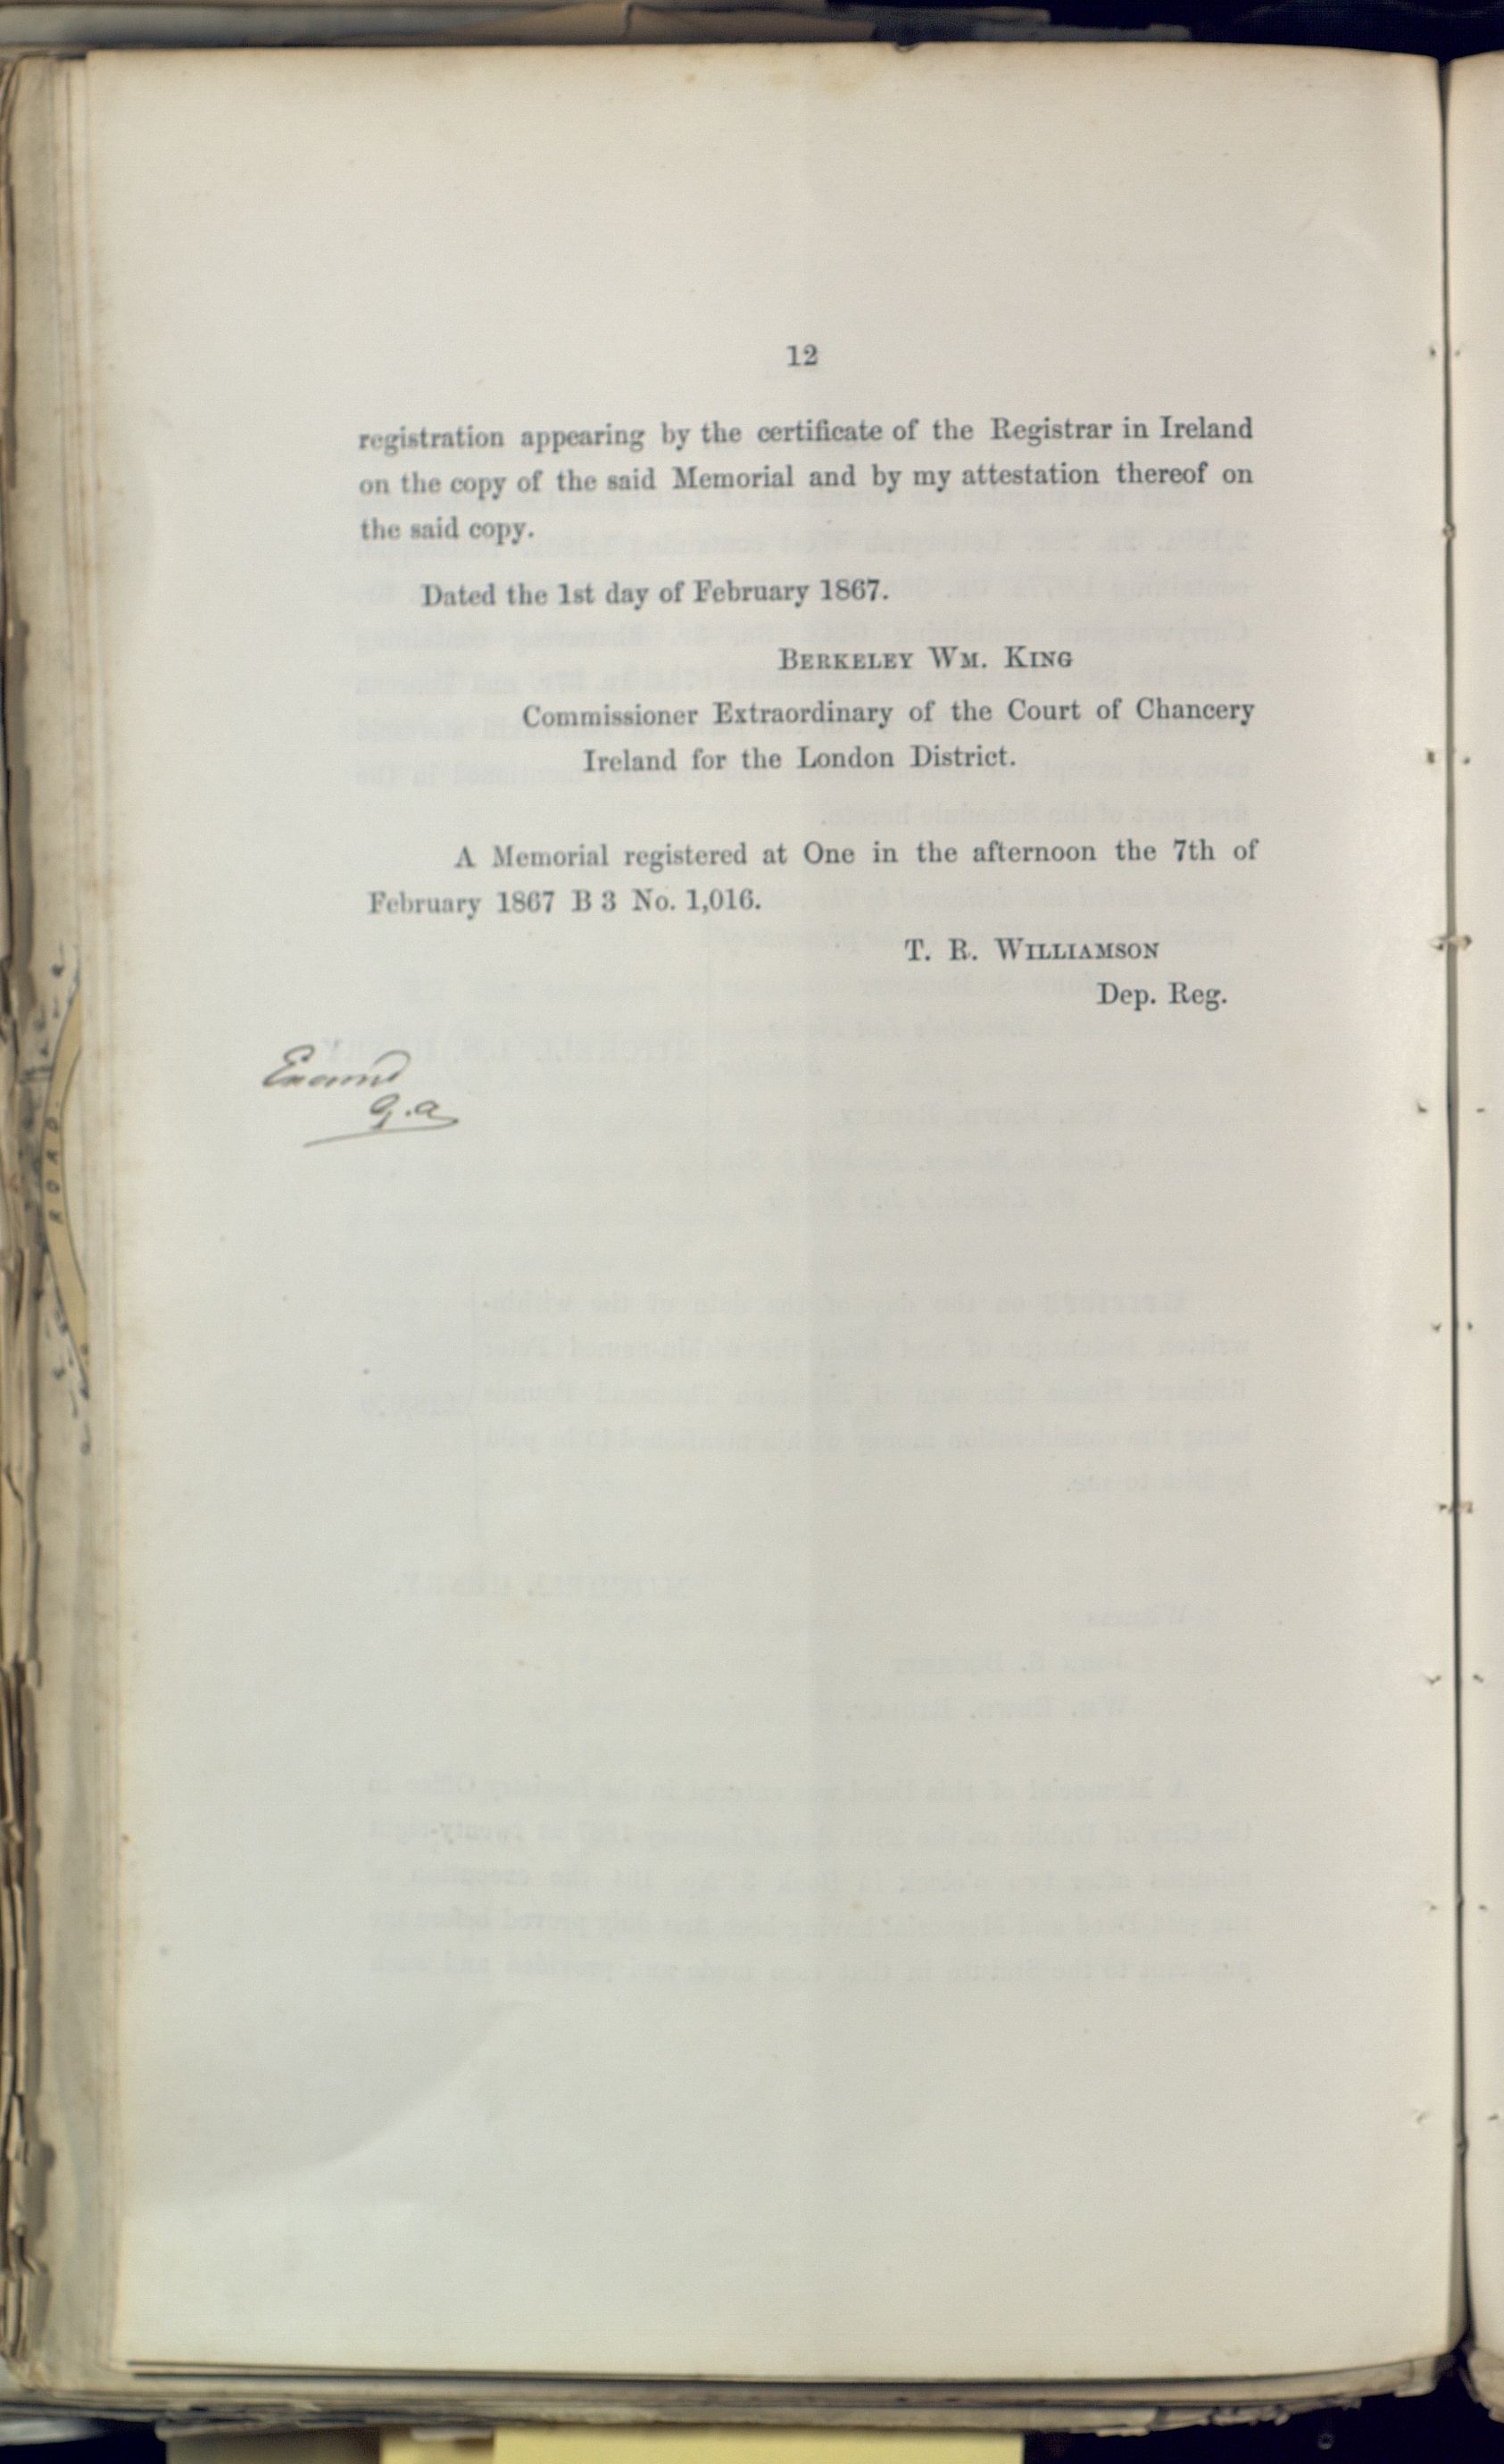 12
registration appearing by the certificate of the Registrar in Ireland
on the copy of the said Memorial and by my attestation thereof on
the said copy.
Dated the 1st day of February 1867.
BERKELEY WM. KING
Commissioner Extraordinary of the Court of Chancery
Ireland for the London District.
A Memorial registered at One in the afternoon the 7th of
February 1867 B 3 No. 1,016.
T. R. WILLIAMSON
Dep. Reg.
ROAD